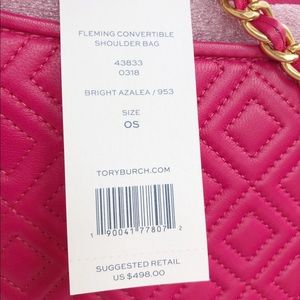 FLEMING CONVERTIBLE
SHOULDER BAG
43833
0318
BRIGHT AZALEA / 953
SIZE
OS
TORYBURCH.COM
1 90041 77807 2
SUGGESTED RETAIL
US $498.00